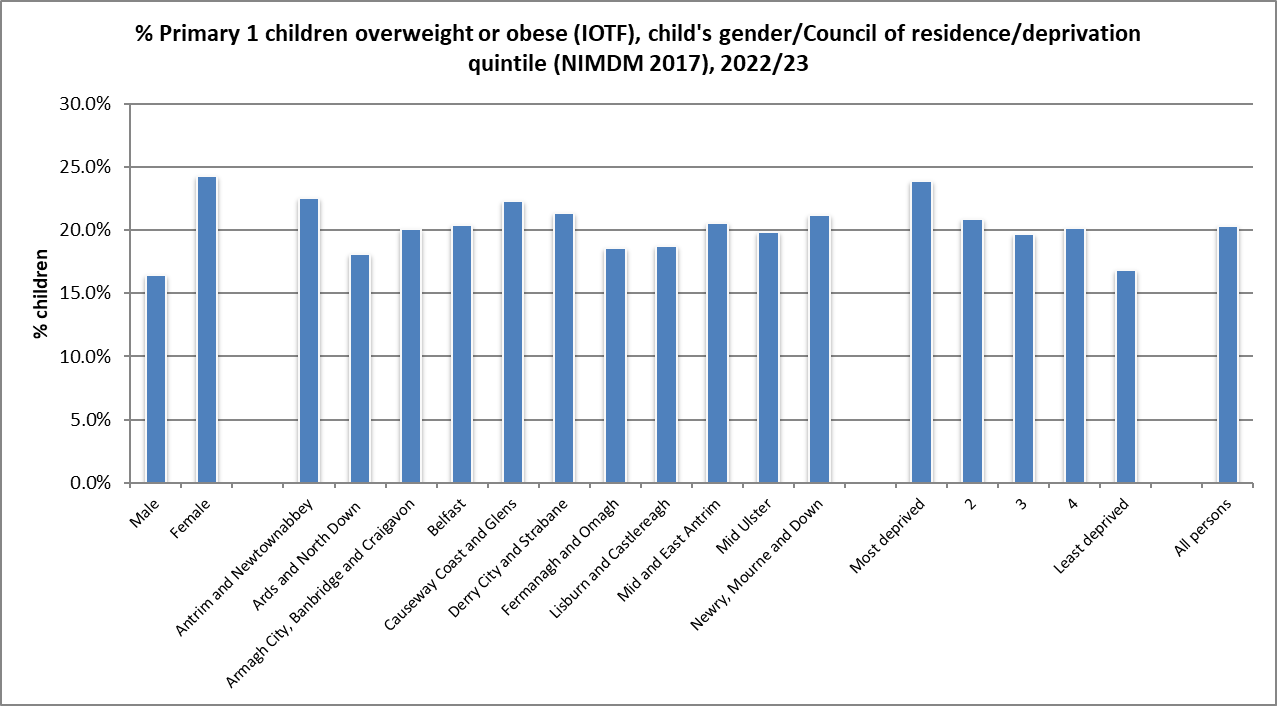 % Primary 1 children overweight or obese (IOTF), child's gender/Council of residence/deprivation
quintile (NIMDM 2017), 2022/23
% children
30.0%
25.0%
20.0%
15.0%
10.0%
5.0%
0.0%
Male
Female
Antrim and Newtownabbey
Ards and North Down
Armagh City, Banbridge and Craigavon
Belfast
Causeway Coast and Glens
Derry City and Strabane
Fermanagh and Omagh
Lisburn and Castlereagh
Mid and East Antrim
Mid Ulster
Newry, Mourne and Down
Most deprived
2
3
4
Least deprived
All persons